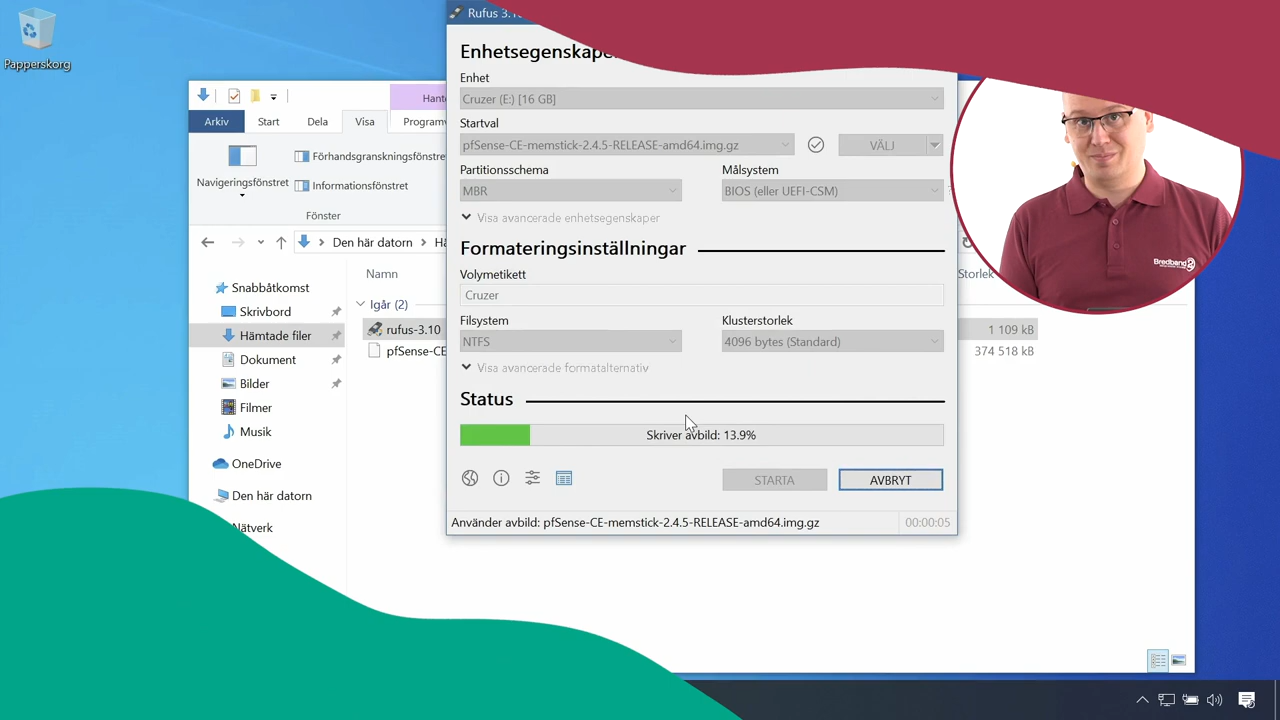 Papperskorg
Rufus 3.10
Enhetsegenskaper
Enhet
Cruzer (E:) [16 GB]
Startval
pfSense-CE-memstick-2.4.5-RELEASE-amd64.img.gz
VÄLJ
Partitionsschema
Målsystem
MBR
BIOS (eller UEFI-CSM)
?
Visa avancerade enhetsegenskaper
Formateringsinställningar
Volymetikett
Cruzer
Filsystem
Klusterstorlek
NTFS
4096 bytes (Standard)
Visa avancerade formatalternativ
Status
Skriver avbild: 13.9%
STARTA
AVBRYT
Använder avbild: pfSense-CE-memstick-2.4.5-RELEASE-amd64.img.gz
00:00:05
Hant
Arkiv
Start
Dela
Visa
Programv
Navigeringsfönstret
Förhandsgranskningsfönstre
Informationsfönstret
Fönster
Den här datorn
Hä
Namn
Storlek
Snabbåtkomst
Igår (2)
Skrivbord
rufus-3.10
1 109 kB
Hämtade filer
pfSense-CE
374 518 kB
Dokument
Bilder
Filmer
Musik
OneDrive
Den här datorn
Nätverk
Bredband2